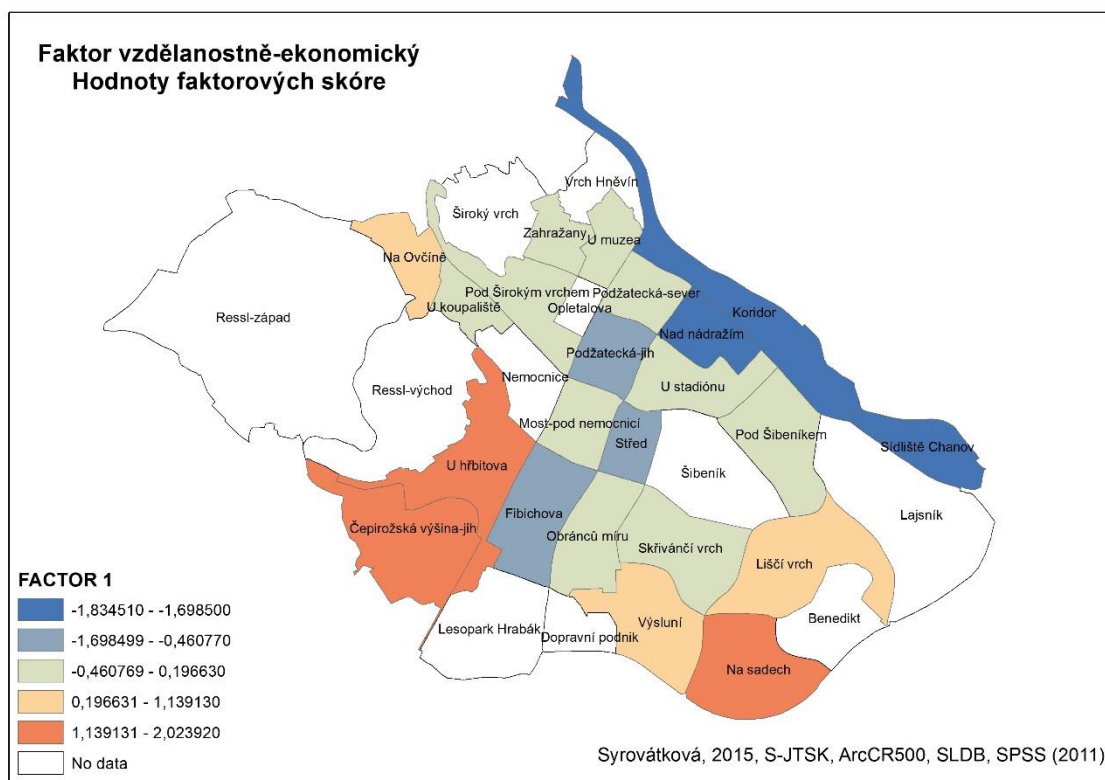 Faktor vzdělanostně-ekonomický
Hodnoty faktorových skóre
Vrch Hněvín
Široký vrch
Zahražany
U muzea
Na Ovčíně
Pod Širokým vrchem
Podžatecká-sever
U koupaliště
Opletalova
Koridor
Ressl-západ
Nad nádražím
Podžatecká-jih
Nemocnice
U stadiónu
Ressl-východ
Most-pod nemocnicí
Střed
Pod Šibeníkem
Sídliště Chanov
U hřbitova
Šibeník
Fibichova
Lajsník
Čepirožská výšina-jih
Obránců míru
Skřivánčí vrch
Liščí vrch
Výsluní
Benedikt
Lesopark Hrabák
Dopravní podnik
Na sadech
FACTOR 1
-1,834510 - -1,698500
-1,698499 - -0,460770
-0,460769 - 0,196630
0,196631 - 1,139130
1,139131 - 2,023920
No data
Syrovátková, 2015, S-JTSK, ArcCR500, SLDB, SPSS (2011)